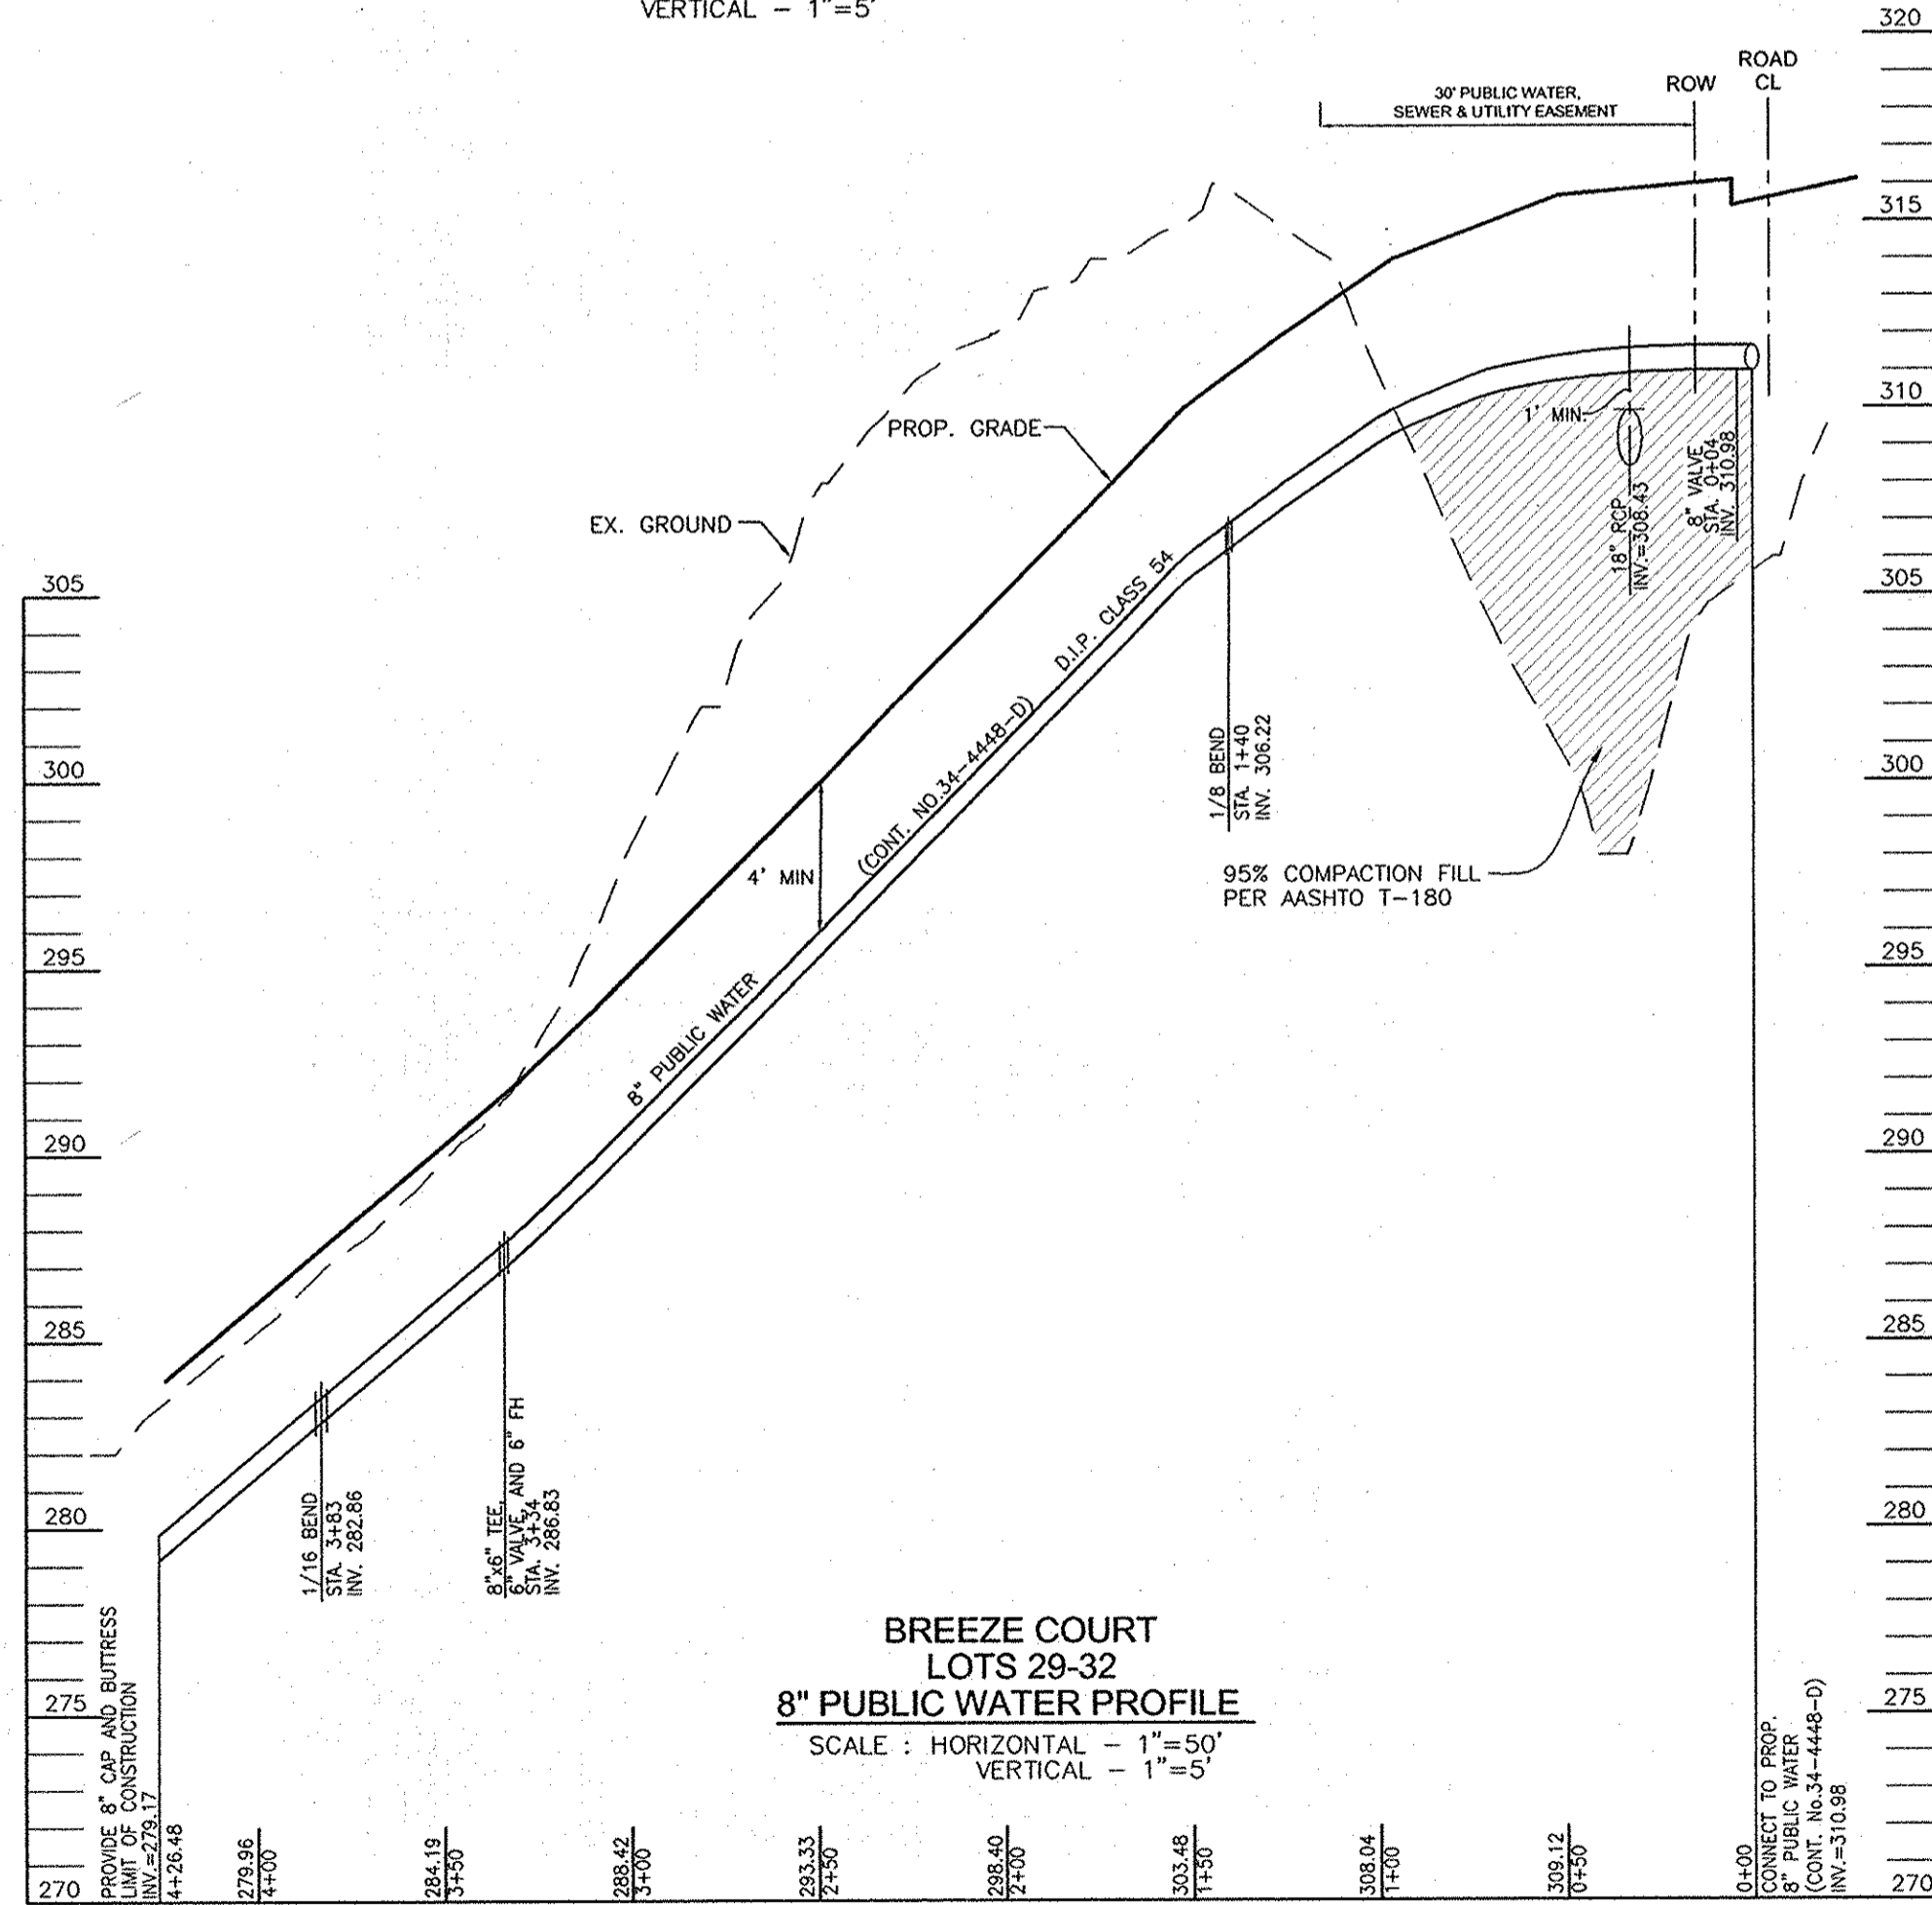 VERTICAL - 1"=5'
320
ROAD
CL
ROW
30' PUBLIC WATER,
SEWER & UTILITY EASEMENT
315
310
1' MIN.
PROP. GRADE
EX. GROUND
18" RCP
INV.=308.43
8" VALVE
STA. 0+04
INV. 310.98
305
305
D.I.P. CLASS 54
(CONT. NO.34-4448-D)
8" PUBLIC WATER
1/8 BEND
STA. 1+40
INV. 306.22
300
300
4' MIN
95% COMPACTION FILL
PER AASHTO T-180
295
295
290
290
285
285
280
280
1/16 BEND
STA. 3+83
INV. 282.86
8"x6" TEE,
6" VALVE, AND 6" FH
STA. 3+34
INV. 286.83
275
275
BREEZE COURT
LOTS 29-32
8" PUBLIC WATER PROFILE
SCALE : HORIZONTAL - 1"=50'
VERTICAL - 1"=5'
PROVIDE 8" CAP AND BUTTRESS
LIMIT OF CONSTRUCTION
INV.=279.17
4+26.48
279.96
4+00
284.19
3+50
288.42
3+00
293.33
2+50
298.40
2+00
303.48
1+50
308.04
1+00
309.12
0+50
0+00
CONNECT TO PROP.
8" PUBLIC WATER
(CONT. No.34-4448-D)
INV.=310.98
270
270